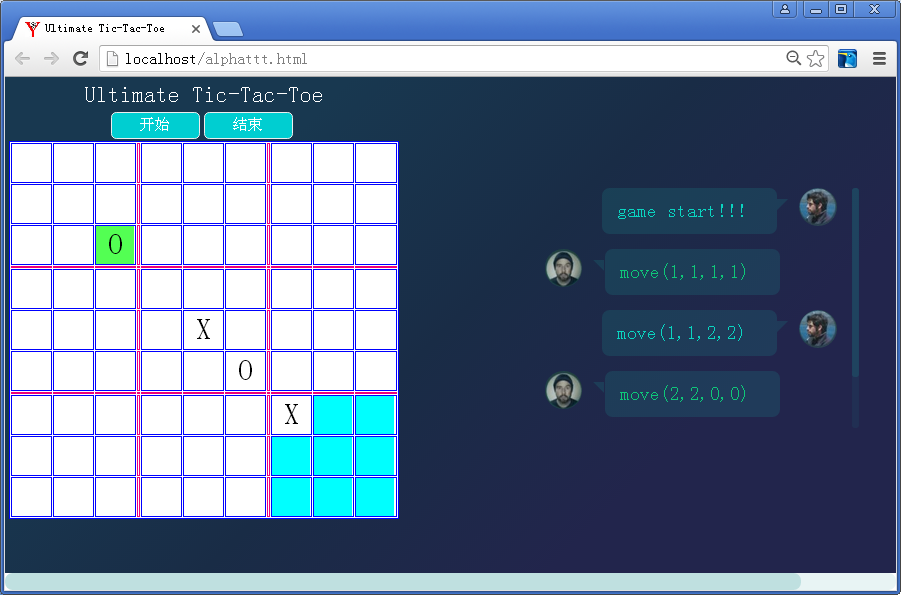 Ultimate Tic-Tac-Toe
localhost/alphattt.html
Ultimate Tic-Tac-Toe
开始 结束
O
X
O
X
game start!!!
move(1,1,1,1)
move(1,1,2,2)
move(2,2,0,0)